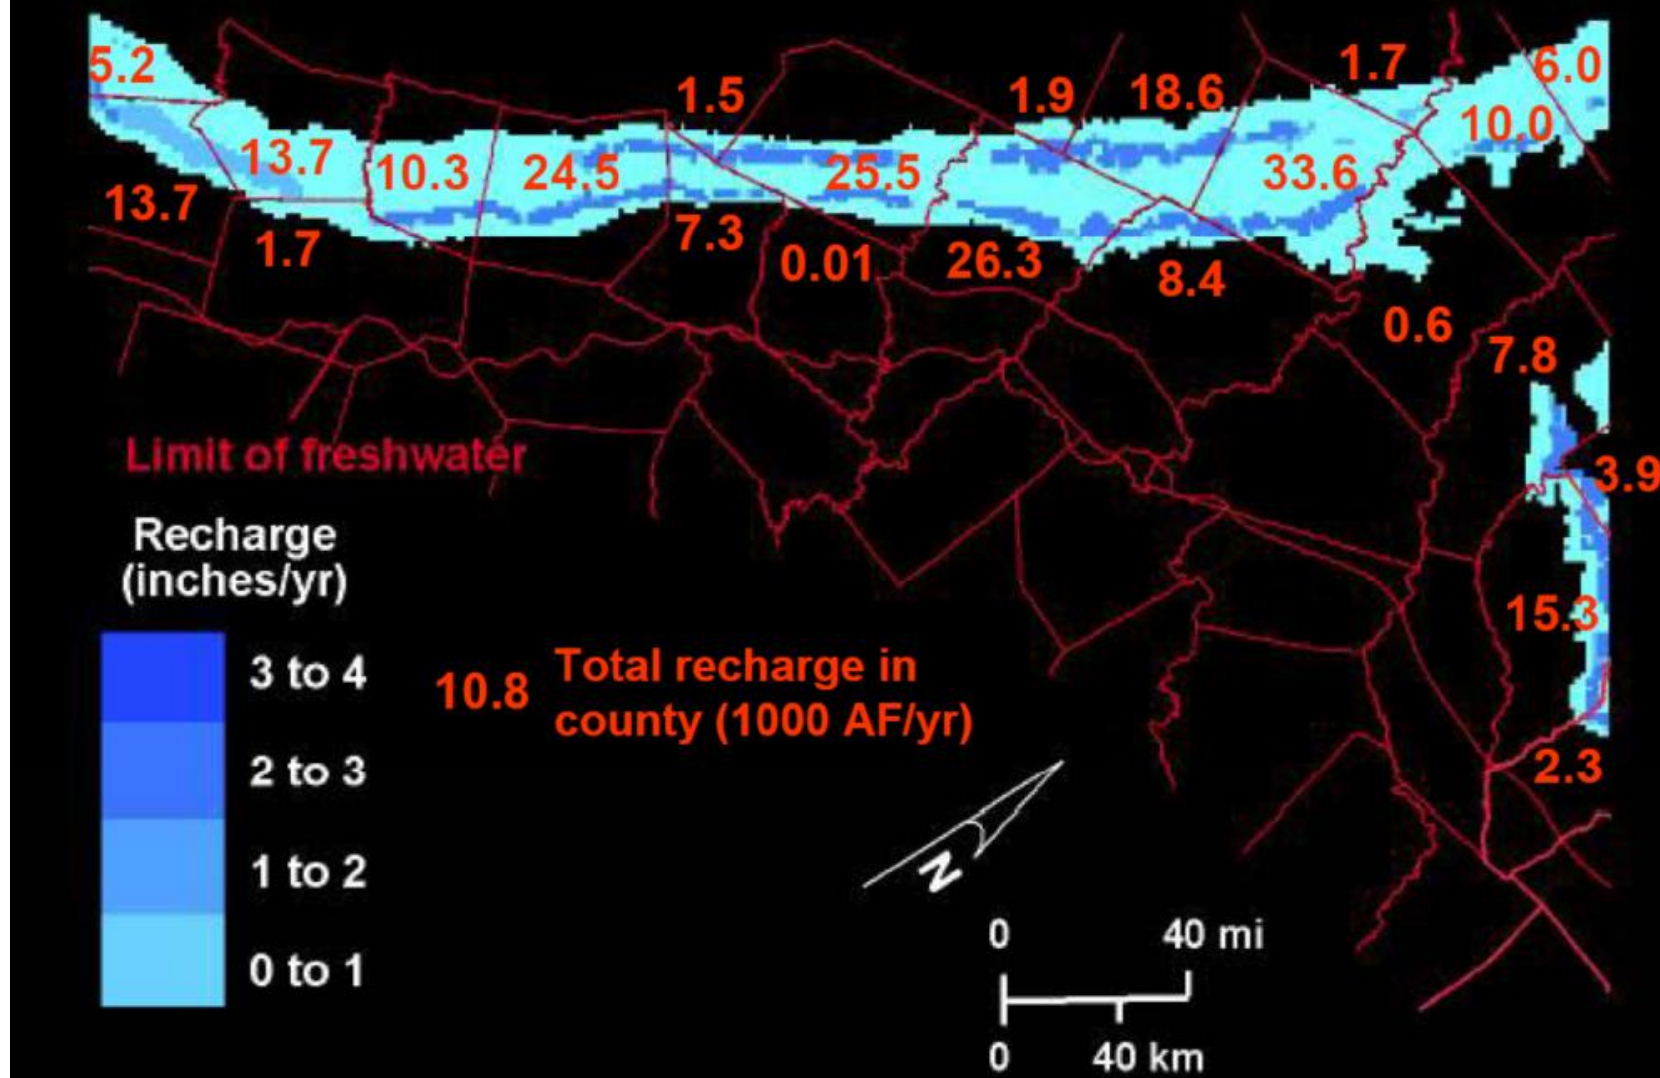 5.2
1.5
1.9
18.6
1.7
6.0
10.0
13.7
10.3
24.5
25.5
33.6
13.7
1.7
7.3
0.01
26.3
8.4
0.6
7.8
3.9
15.3
2.3
Limit of freshwater
Recharge
(inches/yr)
3 to 4
2 to 3
1 to 2
0 to 1
10.8
Total recharge in
county (1000 AF/yr)
N
0 40 mi
0 40 km